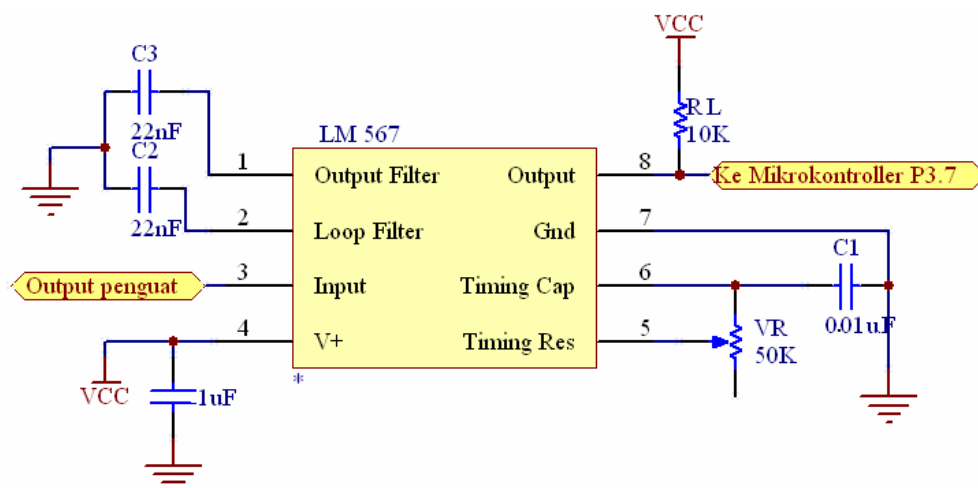 VCC
C3
22nF
C2
22nF
RL
10K
LM 567
1
Output Filter
Output
8
Ke Mikrokontroller P3.7
2
Loop Filter
Gnd
7
Output penguat
3
Input
Timing Cap
6
C1
0.01uF
4
V+
Timing Res
5
VR
50K
*
VCC
.1uF